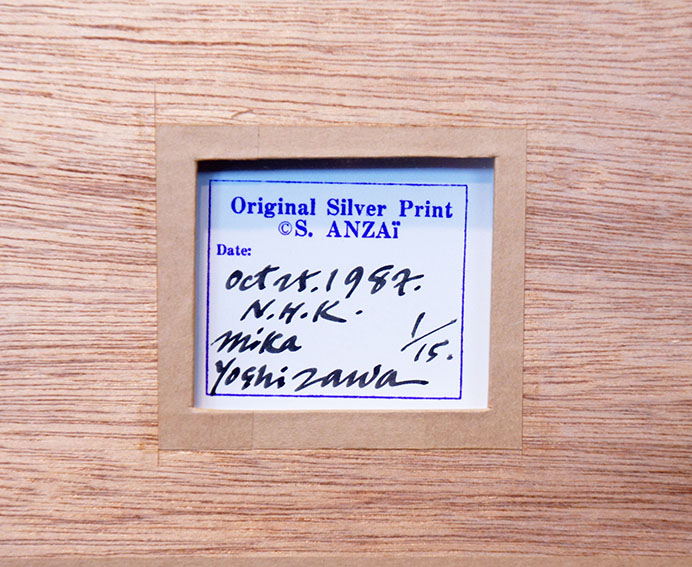 Original Silver Print
©S. ANZAÏ
Date:
Oct 25. 1987.
N.H.K.
Mika 1/15.
Yoshizawa